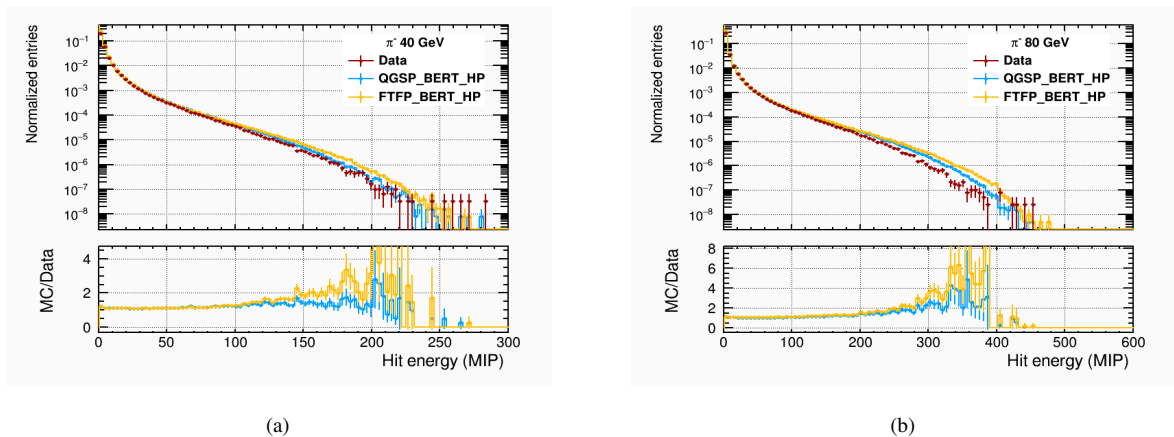 Normalized entries
10⁻¹
10⁻²
10⁻³
10⁻⁴
10⁻⁵
10⁻⁶
10⁻⁷
10⁻⁸
π⁻ 40 GeV
Data
QGSP_BERT_HP
FTFP_BERT_HP
MC/Data
4
2
0
0 50 100 150 200 250 300
Hit energy (MIP)
(a)
Normalized entries
10⁻¹
10⁻²
10⁻³
10⁻⁴
10⁻⁵
10⁻⁶
10⁻⁷
10⁻⁸
π⁻ 80 GeV
Data
QGSP_BERT_HP
FTFP_BERT_HP
MC/Data
8
6
4
2
0
0 100 200 300 400 500 600
Hit energy (MIP)
(b)